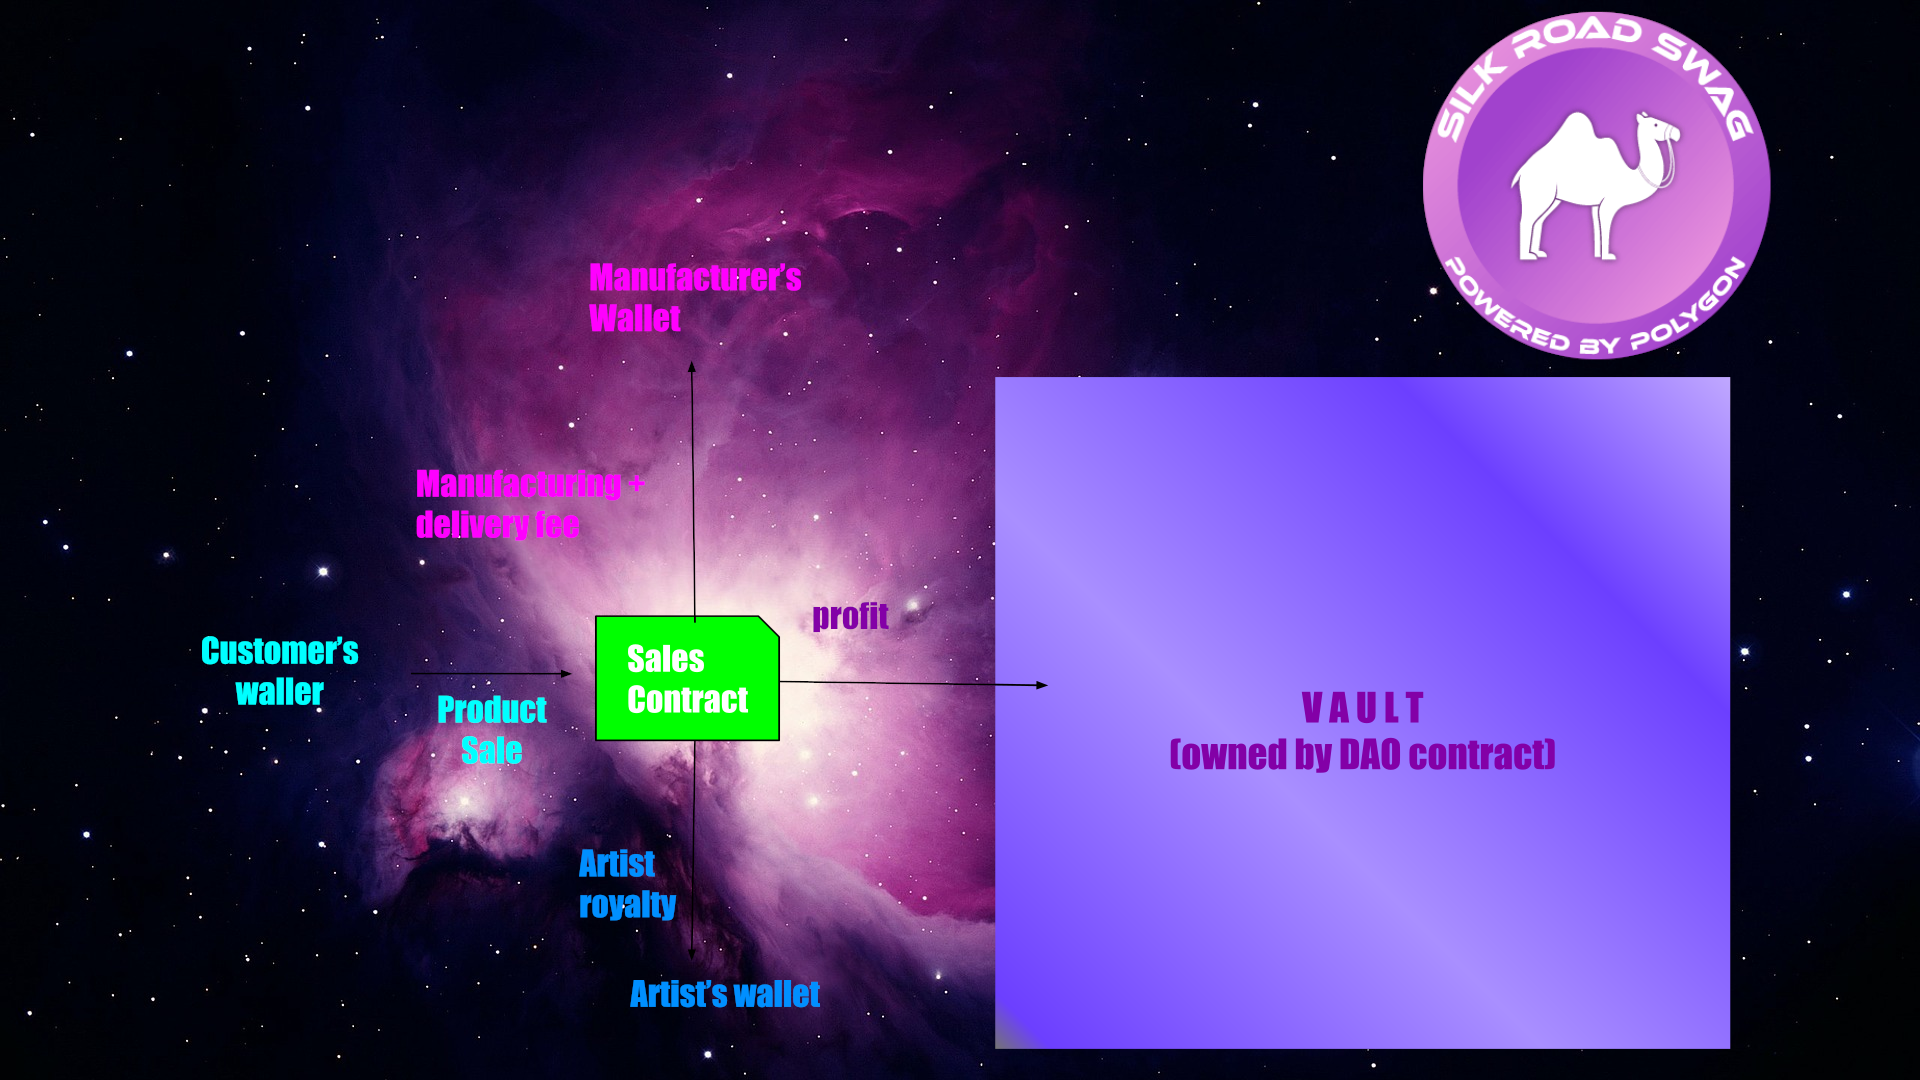 SILK ROAD SWAG
POWERED BY POLYGON
Manufacturer's
Wallet
Manufacturing +
delivery fee
profit
Customer's
waller
Product
Sale
Sales
Contract
VAULT
(owned by DAO contract)
Artist
royalty
Artist's wallet